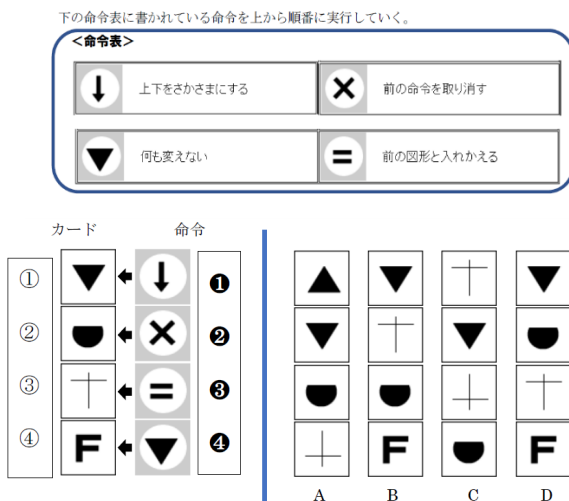 下の命令表に書かれている命令を上から順番に実行していく。
<命令表>
上下をさかさまにする
前の命令を取り消す
何も変えない
前の図形と入れかえる
カード 命令
① ❶
② ❷
③ ❸
④ F ❹
F F
A B C D